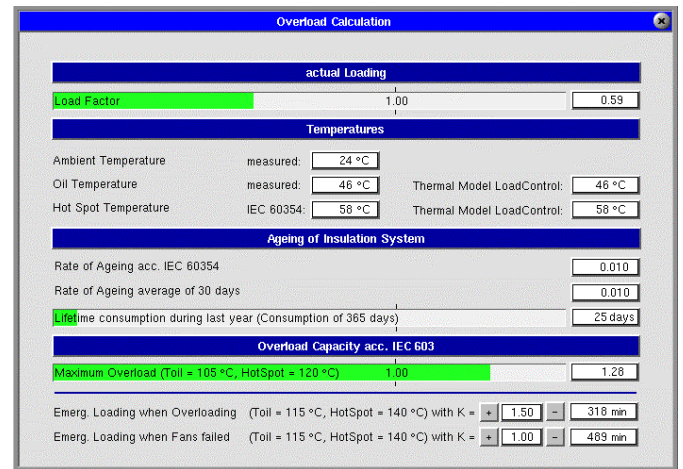 Overload Calculation
actual Loading
Load Factor 1.00 0.59
Temperatures
Ambient Temperature measured: 24 °C
Oil Temperature measured: 46 °C Thermal Model LoadControl: 46 °C
Hot Spot Temperature IEC 60354: 58 °C Thermal Model LoadControl: 58 °C
Ageing of Insulation System
Rate of Ageing acc. IEC 60354 0.010
Rate of Ageing average of 30 days 0.010
Lifetime consumption during last year (Consumption of 365 days) 25 days
Overload Capacity acc. IEC 603
Maximum Overload (Toil = 105 °C, HotSpot = 120 °C) 1.00 1.28
Emerg. Loading when Overloading (Toil = 115 °C, HotSpot = 140 °C) with K = + 1.50 − 318 min
Emerg. Loading when Fans failed (Toil = 115 °C, HotSpot = 140 °C) with K = + 1.00 − 489 min